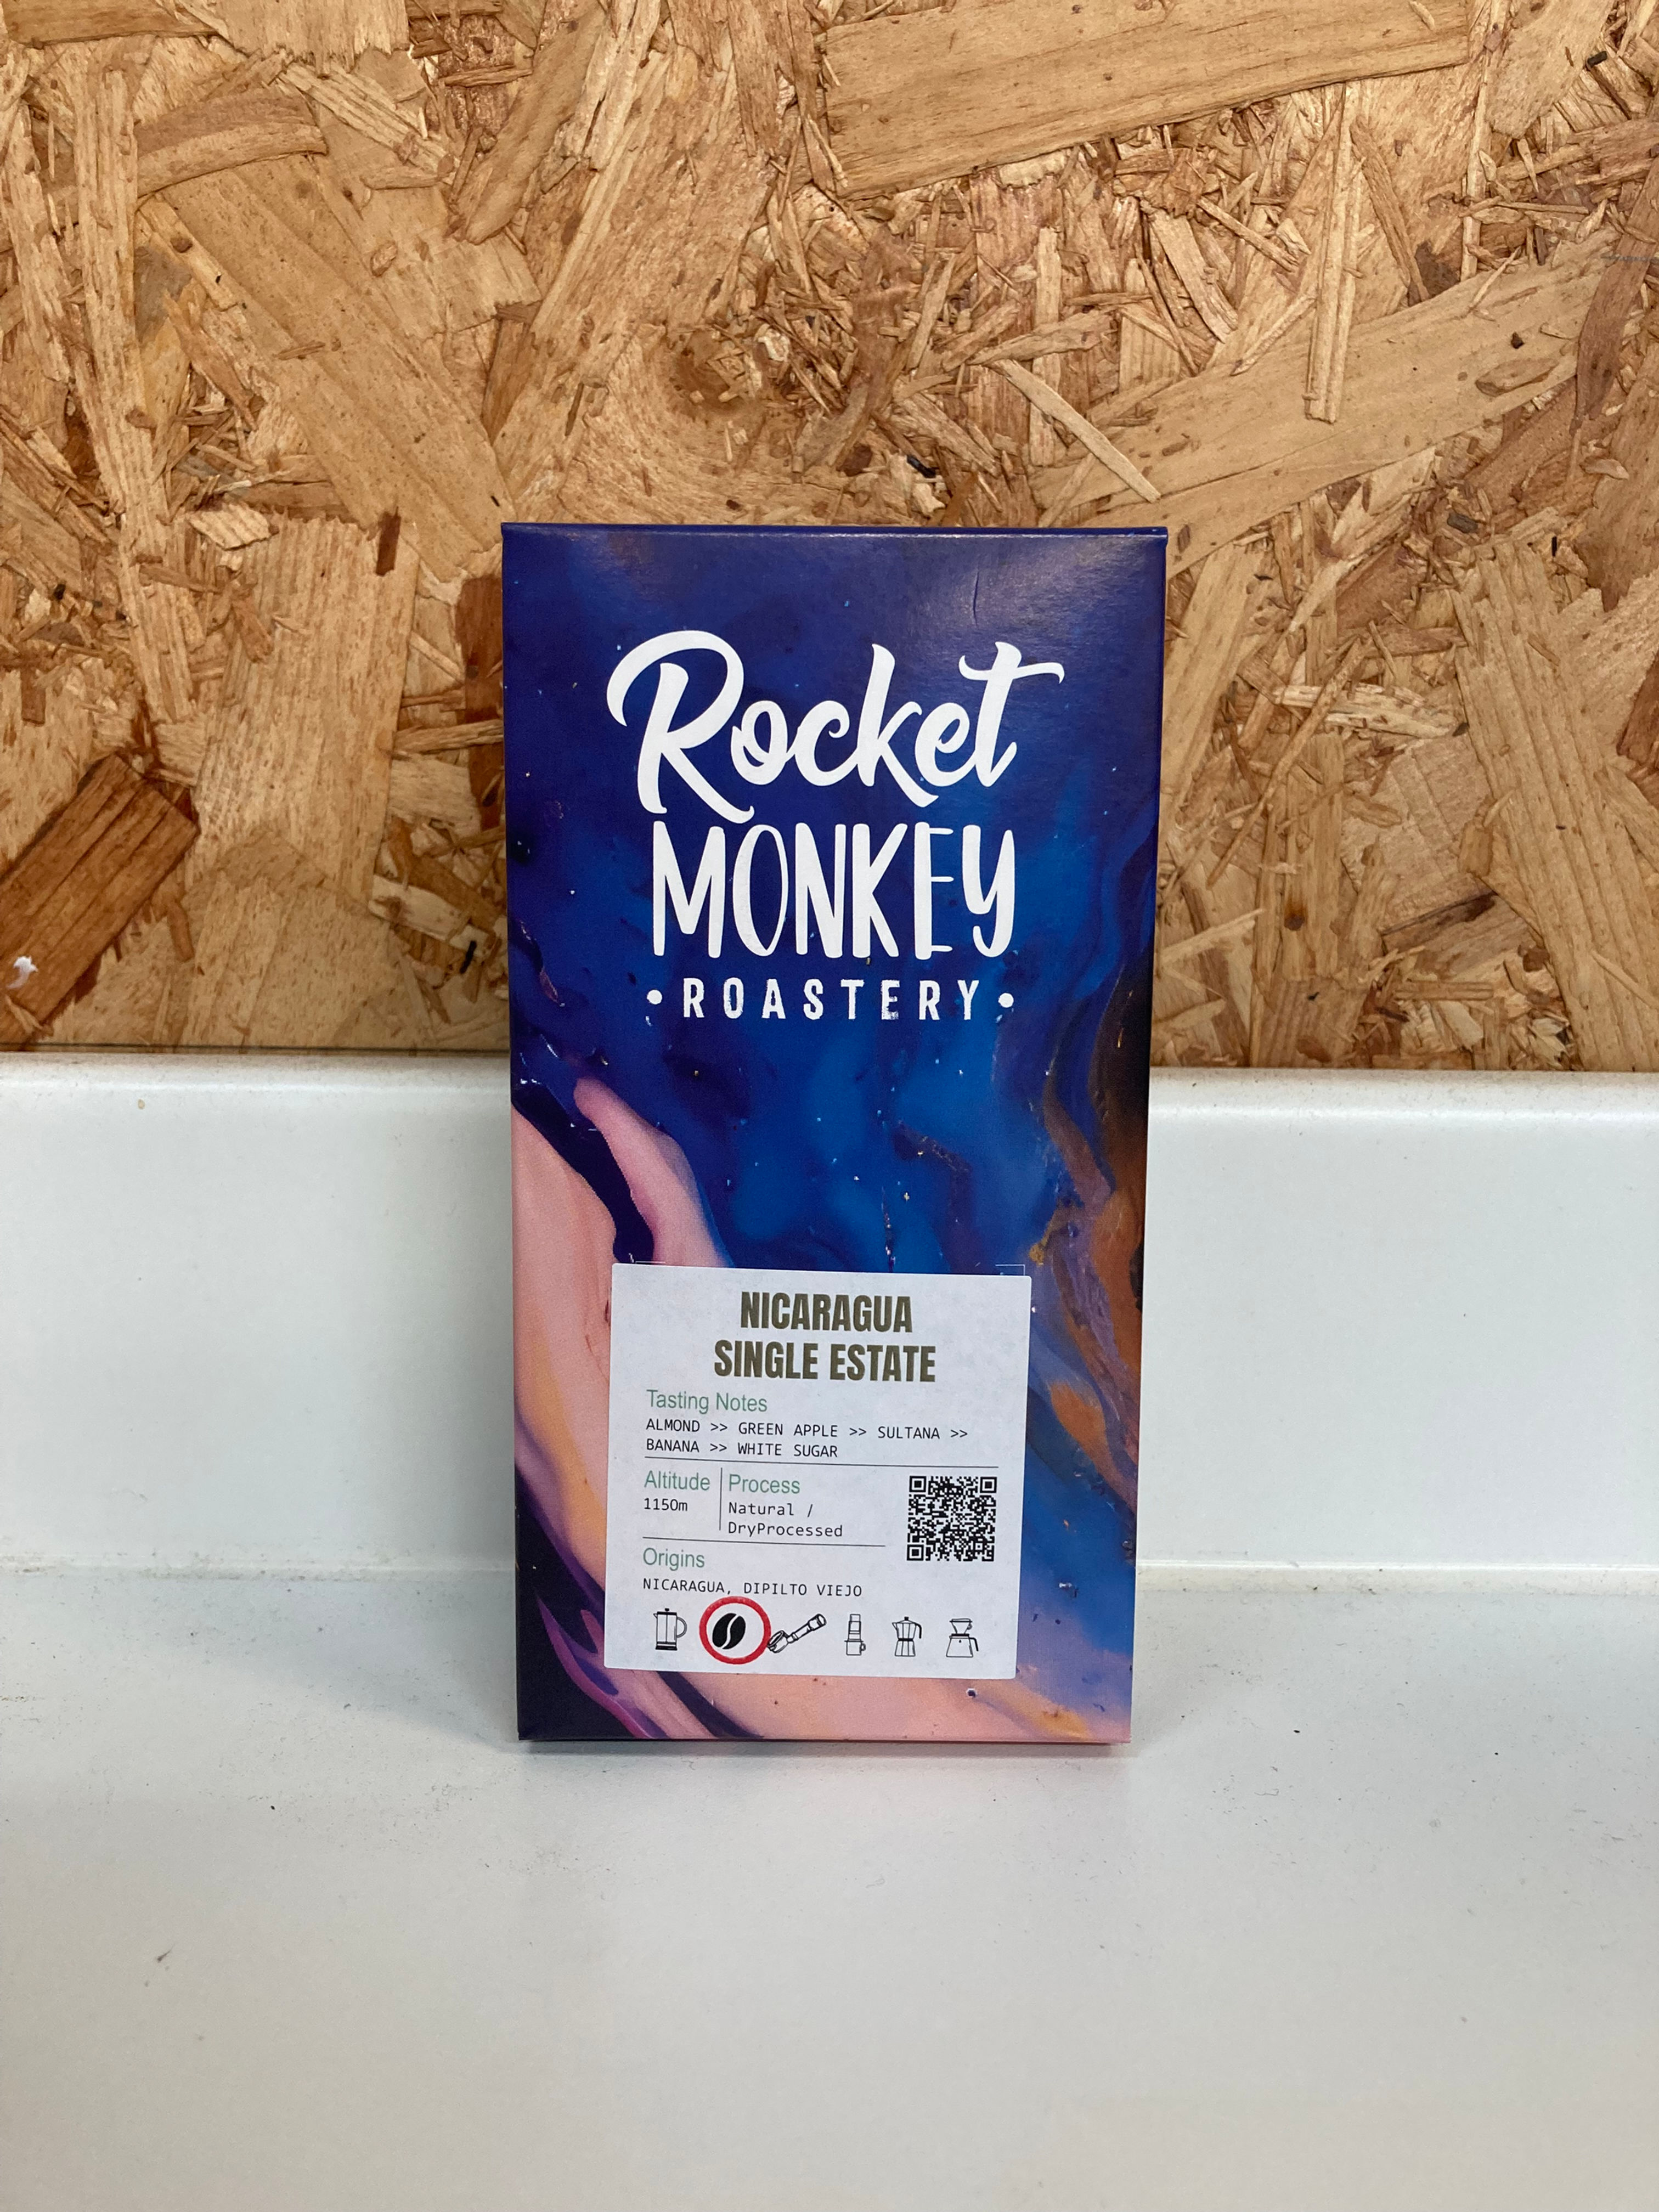 Rocket
MONKEY
•ROASTERY•
NICARAGUA
SINGLE ESTATE
Tasting Notes
ALMOND >> GREEN APPLE >> SULTANA >>
BANANA >> WHITE SUGAR
Altitude
1150m
Process
Natural /
DryProcessed
Origins
NICARAGUA, DIPILTO VIEJO